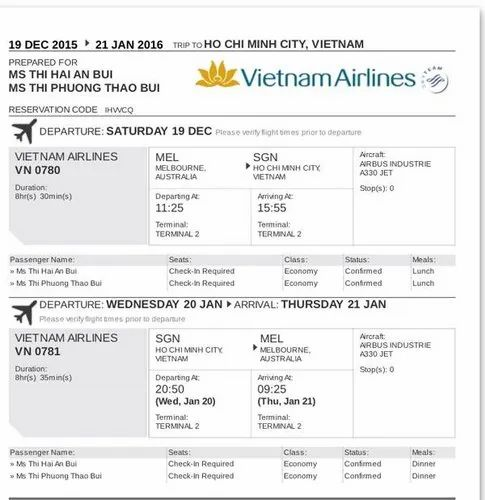 19 DEC 2015 21 JAN 2016 TRIP TO HO CHI MINH CITY, VIETNAM
PREPARED FOR
MS THI HAI AN BUI
MS THI PHUONG THAO BUI
Vietnam Airlines
RESERVATION CODE IHVVCQ
DEPARTURE: SATURDAY 19 DEC Please verify flight times prior to departure
VIETNAM AIRLINES
VN 0780
Duration:
8hr(s) 30min(s)
MEL
MELBOURNE,
AUSTRALIA
SGN
HO CHI MINH CITY,
VIETNAM
Departing At:
11:25
Terminal:
TERMINAL 2
Arriving At:
15:55
Terminal:
TERMINAL 2
Aircraft:
AIRBUS INDUSTRIE
A330 JET
Stop(s): 0
Passenger Name: Seats: Class: Status: Meals:
» Ms Thi Hai An Bui Check-In Required Economy Confirmed Lunch
» Ms Thi Phuong Thao Bui Check-In Required Economy Confirmed Lunch
DEPARTURE: WEDNESDAY 20 JAN ARRIVAL: THURSDAY 21 JAN
Please verify flight times prior to departure
VIETNAM AIRLINES
VN 0781
Duration:
8hr(s) 35min(s)
SGN
HO CHI MINH CITY,
VIETNAM
MEL
MELBOURNE,
AUSTRALIA
Departing At:
20:50
(Wed, Jan 20)
Terminal:
TERMINAL 2
Arriving At:
09:25
(Thu, Jan 21)
Terminal:
TERMINAL 2
Aircraft:
AIRBUS INDUSTRIE
A330 JET
Stop(s): 0
Passenger Name: Seats: Class: Status: Meals:
» Ms Thi Hai An Bui Check-In Required Economy Confirmed Dinner
» Ms Thi Phuong Thao Bui Check-In Required Economy Confirmed Dinner